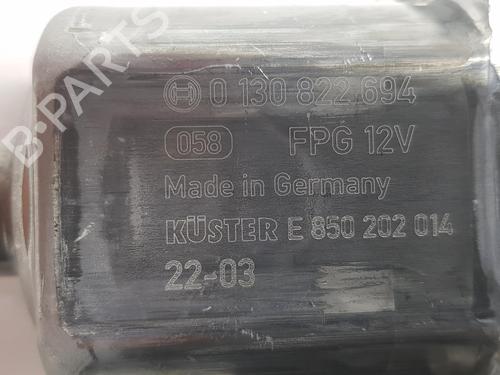 0 130 822 694
058 FPG 12V
Made in Germany
KÜSTER E 850 202 014
22-03
B-PARTS